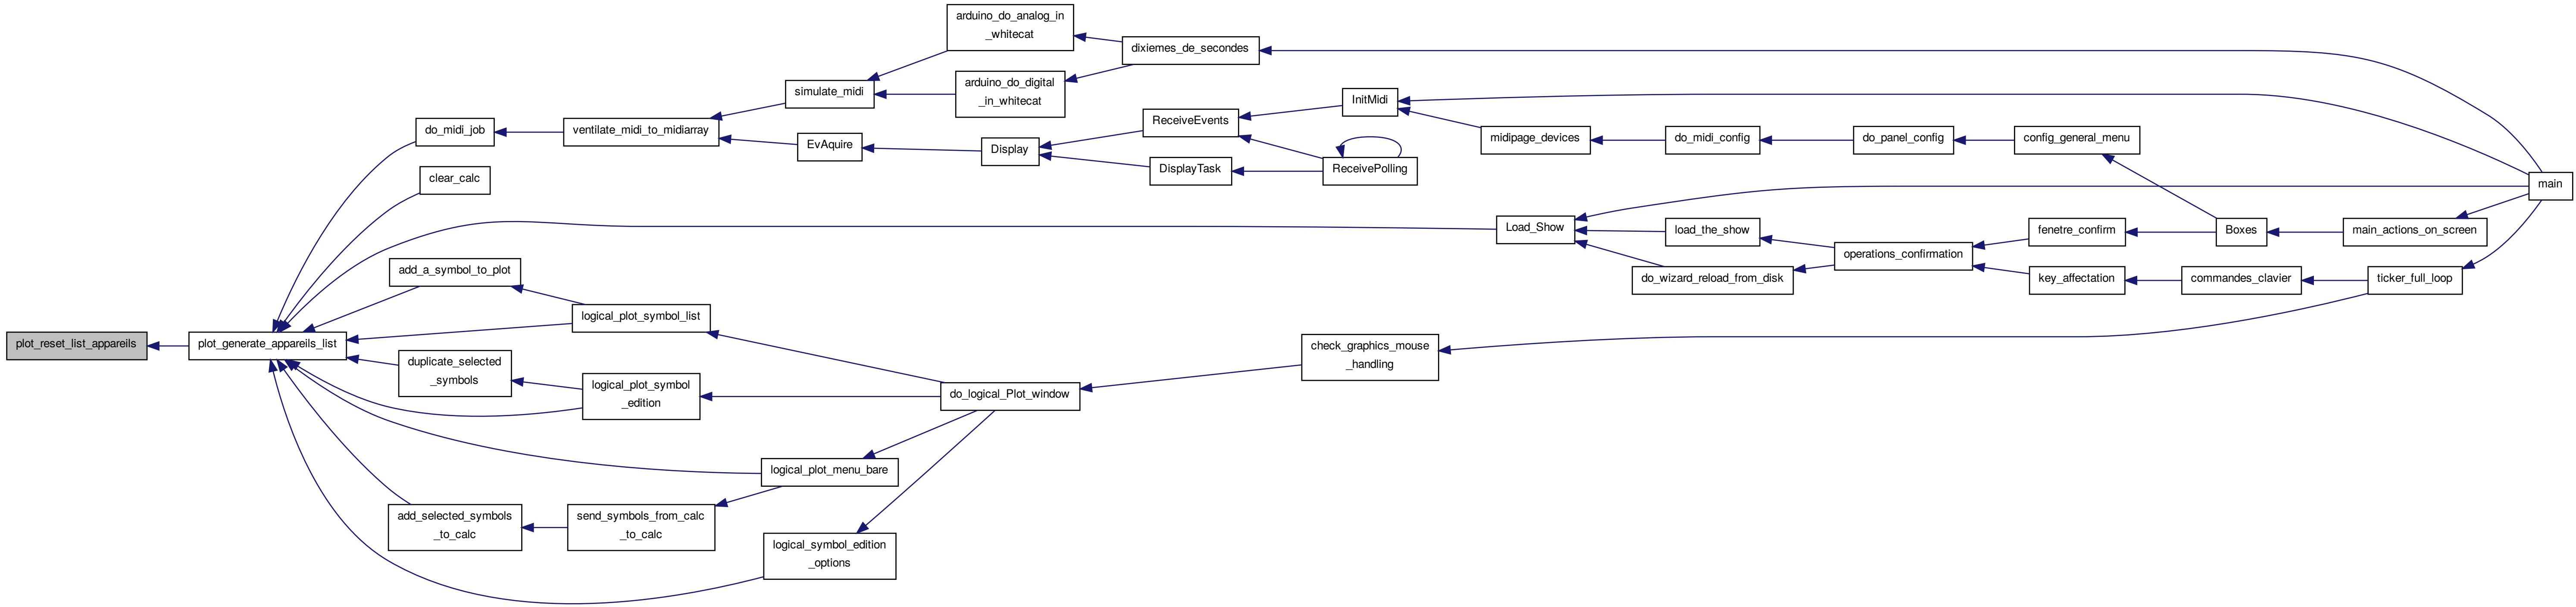 arduino_do_analog_in
_whitecat
dixiemes_de_secondes
arduino_do_digital
_in_whitecat
simulate_midi
InitMidi
ReceiveEvents
do_midi_job
ventilate_midi_to_midiarray
EvAquire
Display
midipage_devices
do_midi_config
do_panel_config
config_general_menu
DisplayTask
ReceivePolling
clear_calc
main
Load_Show
load_the_show
fenetre_confirm
Boxes
main_actions_on_screen
operations_confirmation
add_a_symbol_to_plot
do_wizard_reload_from_disk
key_affectation
commandes_clavier
ticker_full_loop
logical_plot_symbol_list
plot_reset_list_appareils
plot_generate_appareils_list
check_graphics_mouse
_handling
duplicate_selected
_symbols
logical_plot_symbol
_edition
do_logical_Plot_window
logical_plot_menu_bare
add_selected_symbols
_to_calc
send_symbols_from_calc
_to_calc
logical_symbol_edition
_options